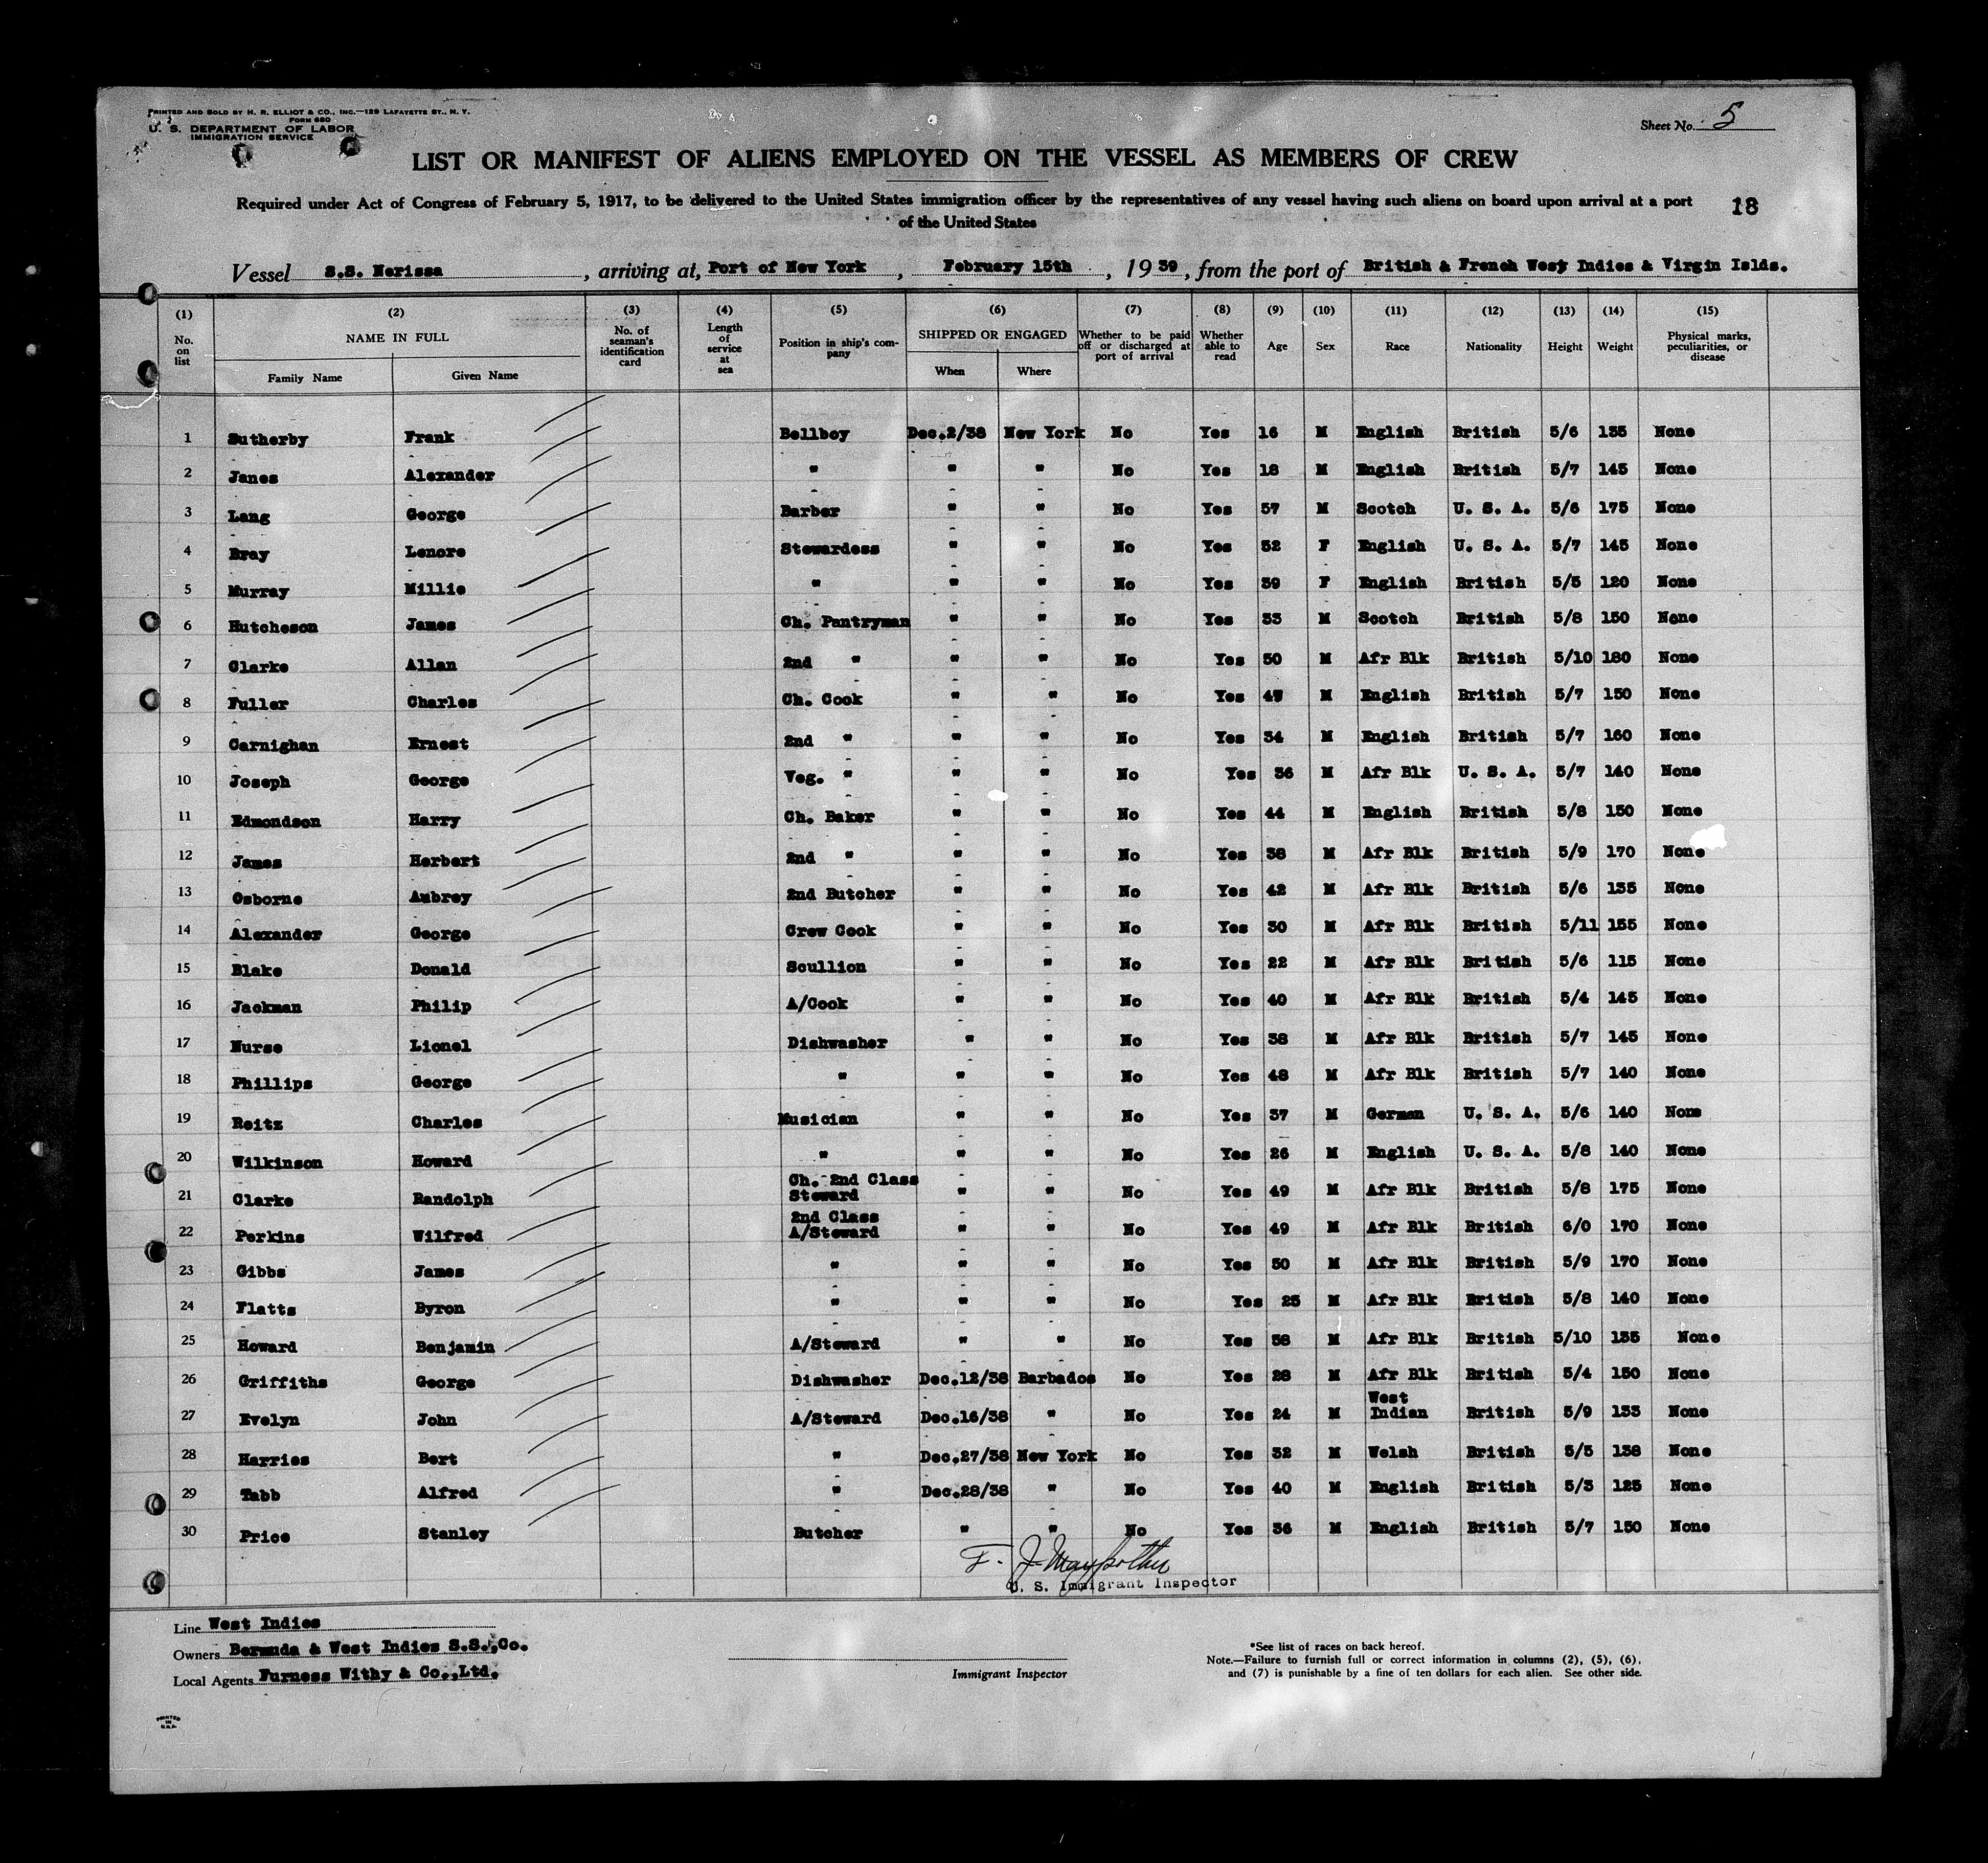 PRINTED AND SOLD BY H. R. ELLIOT & CO., INC.—129 LAFAYETTE ST., N. Y.
FORM 680
U. S. DEPARTMENT OF LABOR
IMMIGRATION SERVICE
Sheet No. 5
LIST OR MANIFEST OF ALIENS EMPLOYED ON THE VESSEL AS MEMBERS OF CREW
Required under Act of Congress of February 5, 1917, to be delivered to the United States immigration officer by the representatives of any vessel having such aliens on board upon arrival at a port
of the United States
18
Vessel S.S. Nerissa, arriving at, Port of New York, February 15th, 1939, from the port of British & French West Indies & Virgin Islds.
(1) No. on list (2) NAME IN FULL Family Name Given Name (3) No. of seaman's identification card (4) Length of service at sea (5) Position in ship's company (6) SHIPPED OR ENGAGED When Where (7) Whether to be paid off or discharged at port of arrival (8) Whether able to read (9) Age (10) Sex (11) Race (12) Nationality (13) Height (14) Weight (15) Physical marks, peculiarities, or disease
1 Sutherby Frank Bellboy Dec.2/38 New York No Yes 16 M English British 5/6 135 None
2 Janes Alexander " " " No Yes 18 M English British 5/7 145 None
3 Lang George Barber " " No Yes 57 M Scotch U. S. A. 5/6 175 None
4 Bray Lenore Stewardess " " No Yes 52 F English U. S. A. 5/7 145 None
5 Murray Millie " " " No Yes 39 F English British 5/5 120 None
6 Hutcheson James Ch. Pantryman " " No Yes 33 M Scotch British 5/8 150 None
7 Clarke Allan 2nd " " " No Yes 50 M Afr Blk British 5/10 180 None
8 Fuller Charles Ch. Cook " " No Yes M English British 5/7 150 None
9 Carnighan Ernest 2nd " " " No Yes 34 M English British 5/7 160 None
10 Joseph George Veg. " " " No Yes 36 M Afr Blk U. S. A. 5/7 140 None
11 Edmondson Harry Ch. Baker " " No Yes 44 M English British 5/8 150 None
12 James Herbert 2nd " " " No Yes 38 M Afr Blk British 5/9 170 None
13 Osborne Aubrey 2nd Butcher " " No Yes 42 M Afr Blk British 5/6 135 None
14 Alexander George Crew Cook " " No Yes 30 M Afr Blk British 5/11 155 None
15 Blake Donald Scullion " " No Yes 22 M Afr Blk British 5/6 115 None
16 Jackman Philip A/Cook " " No Yes 40 M Afr Blk British 5/4 145 None
17 Nurse Lionel Dishwasher " " No Yes 38 M Afr Blk British 5/7 145 None
18 Phillips George " " " No Yes 48 M Afr Blk British 5/7 140 None
19 Reitz Charles Musician " " No Yes 37 M German U. S. A. 5/6 140 None
20 Wilkinson Howard " " " No Yes 26 M English U. S. A. 5/8 140 None
21 Clarke Randolph Ch. 2nd Class Steward " " No Yes 49 M Afr Blk British 5/8 175 None
22 Perkins Wilfred 2nd Class A/Steward " " No Yes 49 M Afr Blk British 6/0 170 None
23 Gibbs James " " " No Yes 50 M Afr Blk British 5/9 170 None
24 Flatts Byron " " " No Yes 25 M Afr Blk British 5/8 140 None
25 Howard Benjamin A/Steward " " No Yes 38 M Afr Blk British 5/10 135 None
26 Griffiths George Dishwasher Dec.12/38 Barbados No Yes 28 M Afr Blk British 5/4 150 None
27 Evelyn John A/Steward Dec.16/38 " No Yes 24 M West Indian British 5/9 133 None
28 Harries Bert " Dec.27/38 New York No Yes 32 M Welsh British 5/5 138 None
29 Tabb Alfred " Dec.28/38 " No Yes 40 M English British 5/3 125 None
30 Price Stanley Butcher " " No Yes 36 M English British 5/7 150 None
U. S. Immigrant Inspector
Line West Indies
Owners Bermuda & West Indies S.S.,Co.
Local Agents Furness Withy & Co.,Ltd.
Immigrant Inspector
*See list of races on back hereof.
Note.—Failure to furnish full or correct information in columns (2), (5), (6),
and (7) is punishable by a fine of ten dollars for each alien. See other side.
PRINTED IN U.S.A.